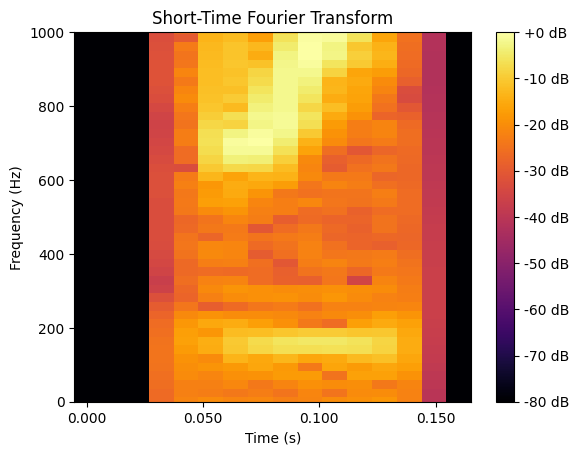 Short-Time Fourier Transform
1000
800
600
400
200
0
Frequency (Hz)
0.000
0.050
0.100
0.150
Time (s)
+0 dB
-10 dB
-20 dB
-30 dB
-40 dB
-50 dB
-60 dB
-70 dB
-80 dB